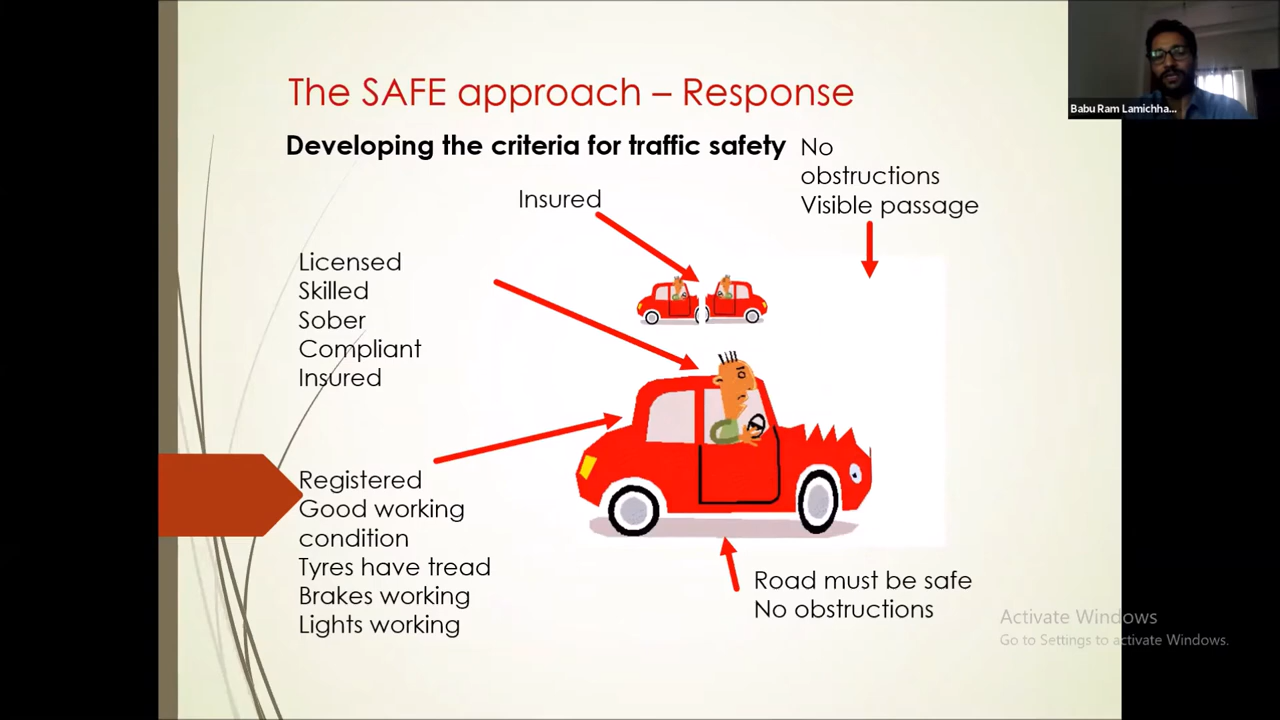 The SAFE approach – Response
Developing the criteria for traffic safety
No
obstructions
Visible passage
Insured
Licensed
Skilled
Sober
Compliant
Insured
Registered
Good working
condition
Tyres have tread
Brakes working
Lights working
Road must be safe
No obstructions
Babu Ram Lamichha...
Activate Windows
Go to Settings to activate Windows.